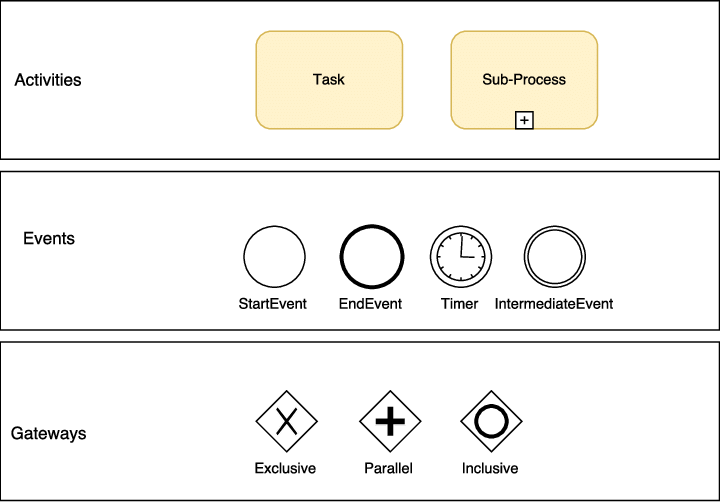 Activities
Task
Sub-Process
Events
StartEvent
EndEvent
Timer
IntermediateEvent
Gateways
Exclusive
Parallel
Inclusive